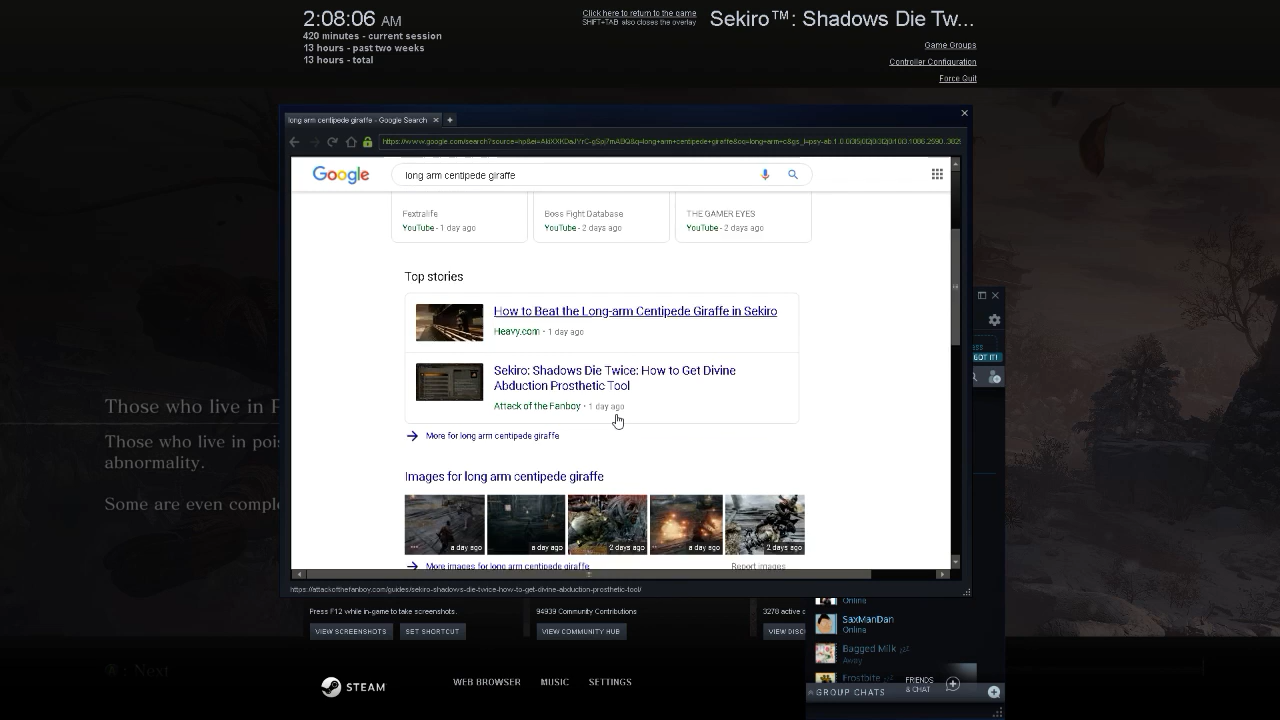 2:08:06 AM
420 minutes - current session
13 hours - past two weeks
13 hours - total
Click here to return to the game
SHIFT+TAB also closes the overlay
Sekiro™: Shadows Die Tw...
Game Groups
Controller Configuration
Force Quit
long arm centipede giraffe - Google Search
Google
long arm centipede giraffe
Fextralife
YouTube - 1 day ago
Boss Fight Database
YouTube - 2 days ago
THE GAMER EYES
YouTube - 2 days ago
Top stories
How to Beat the Long-arm Centipede Giraffe in Sekiro
Heavy.com · 1 day ago
Sekiro: Shadows Die Twice: How to Get Divine
Abduction Prosthetic Tool
Attack of the Fanboy · 1 day ago
More for long arm centipede giraffe
Images for long arm centipede giraffe
a day ago
a day ago
2 days ago
a day ago
2 days ago
More images for long arm centipede giraffe
Report images
https://attackofthefanboy.com/guides/sekiro-shadows-die-twice-how-to-get-divine-abduction-prosthetic-tool/
Those who live in F
Those who live in poi
abnormality.
Some are even comple
: Next
GOT IT!
Press F12 while in-game to take screenshots.
VIEW SCREENSHOTS
SET SHORTCUT
94939 Community Contributions
VIEW COMMUNITY HUB
3278 active d
VIEW DISC
Online
SaxManDan
Online
Bagged Milk
Away
Frostbite
FRIENDS
& CHAT
GROUP CHATS
STEAM
WEB BROWSER
MUSIC
SETTINGS